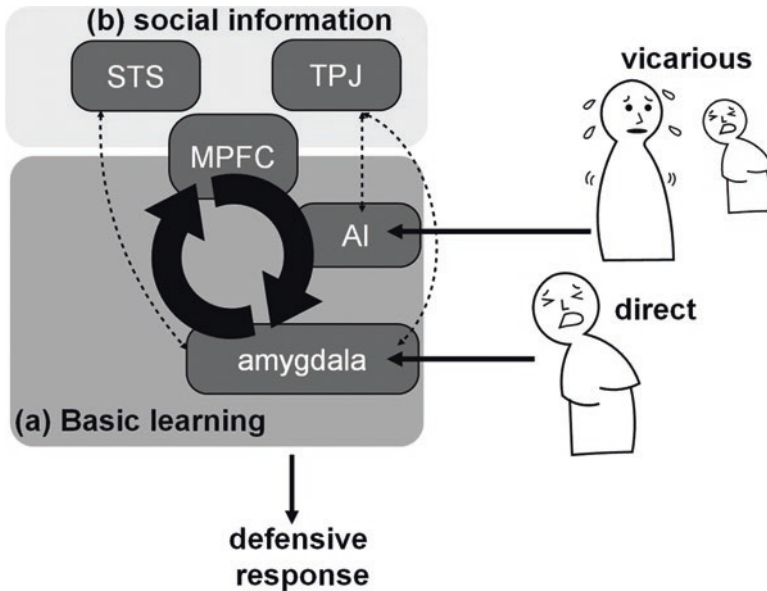 (b) social information
STS
TPJ
MPFC
AI
amygdala
(a) Basic learning
vicarious
direct
defensive
response